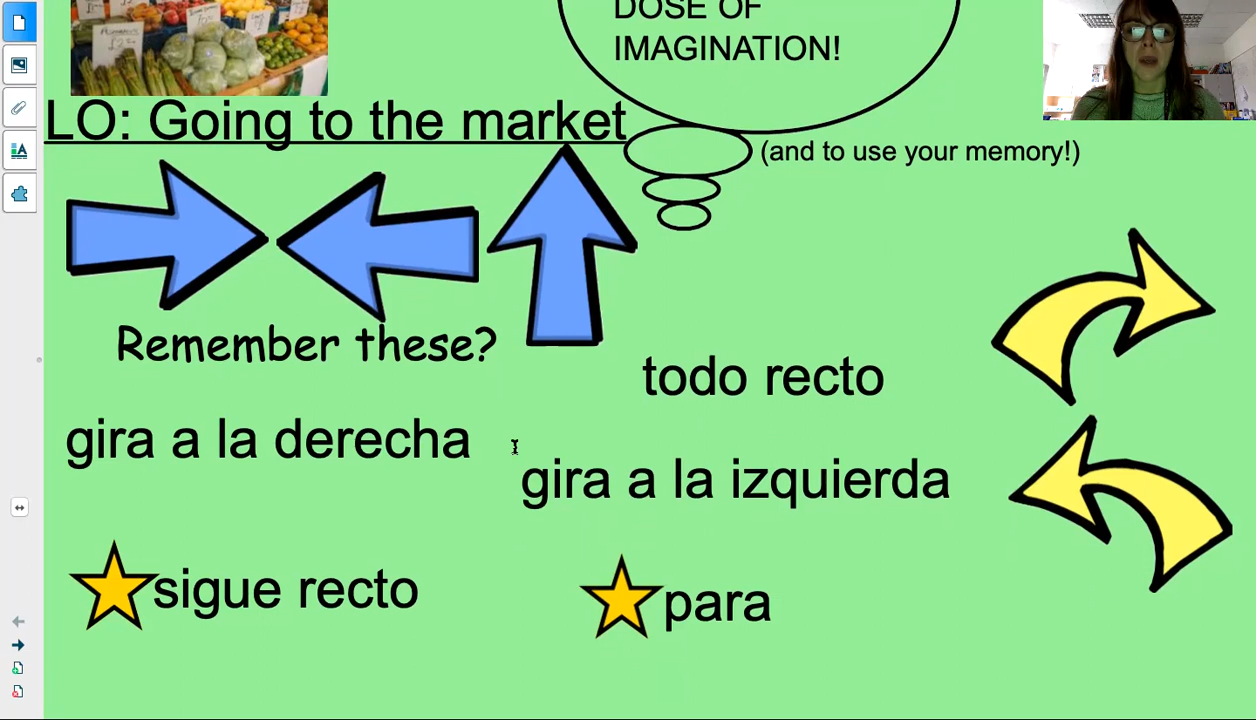 DOSE OF
IMAGINATION!
LO: Going to the market
(and to use your memory!)
Remember these?
todo recto
gira a la derecha
gira a la izquierda
sigue recto
para